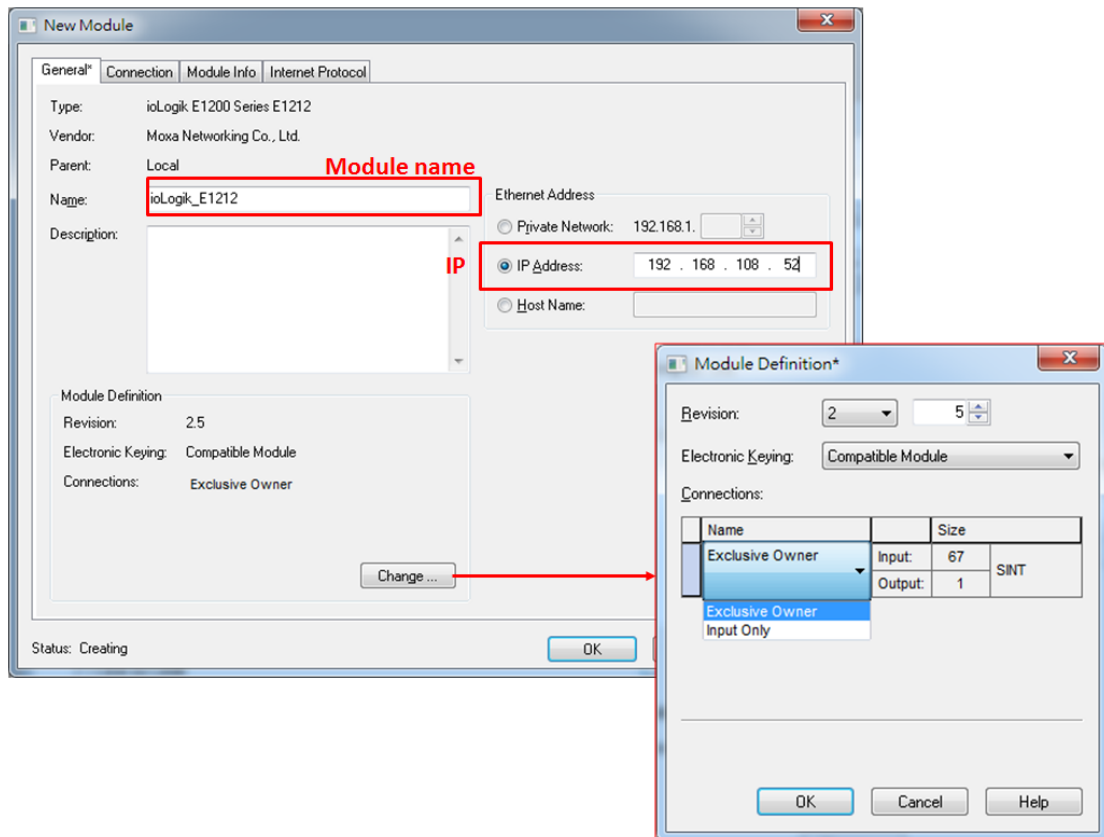 New Module
General* Connection Module Info Internet Protocol
Type: ioLogik E1200 Series E1212
Vendor: Moxa Networking Co., Ltd.
Parent: Local
Module name
Name: ioLogik_E1212
Description:
Ethernet Address
Private Network: 192.168.1.
IP
IP Address: 192 . 168 . 108 . 52
Host Name:
Module Definition
Revision: 2.5
Electronic Keying: Compatible Module
Connections: Exclusive Owner
Change ...
Status: Creating
OK
Module Definition*
Revision: 2 5
Electronic Keying: Compatible Module
Connections:
Name Size
Exclusive Owner Input: 67 SINT
Output: 1
Exclusive Owner
Input Only
OK Cancel Help